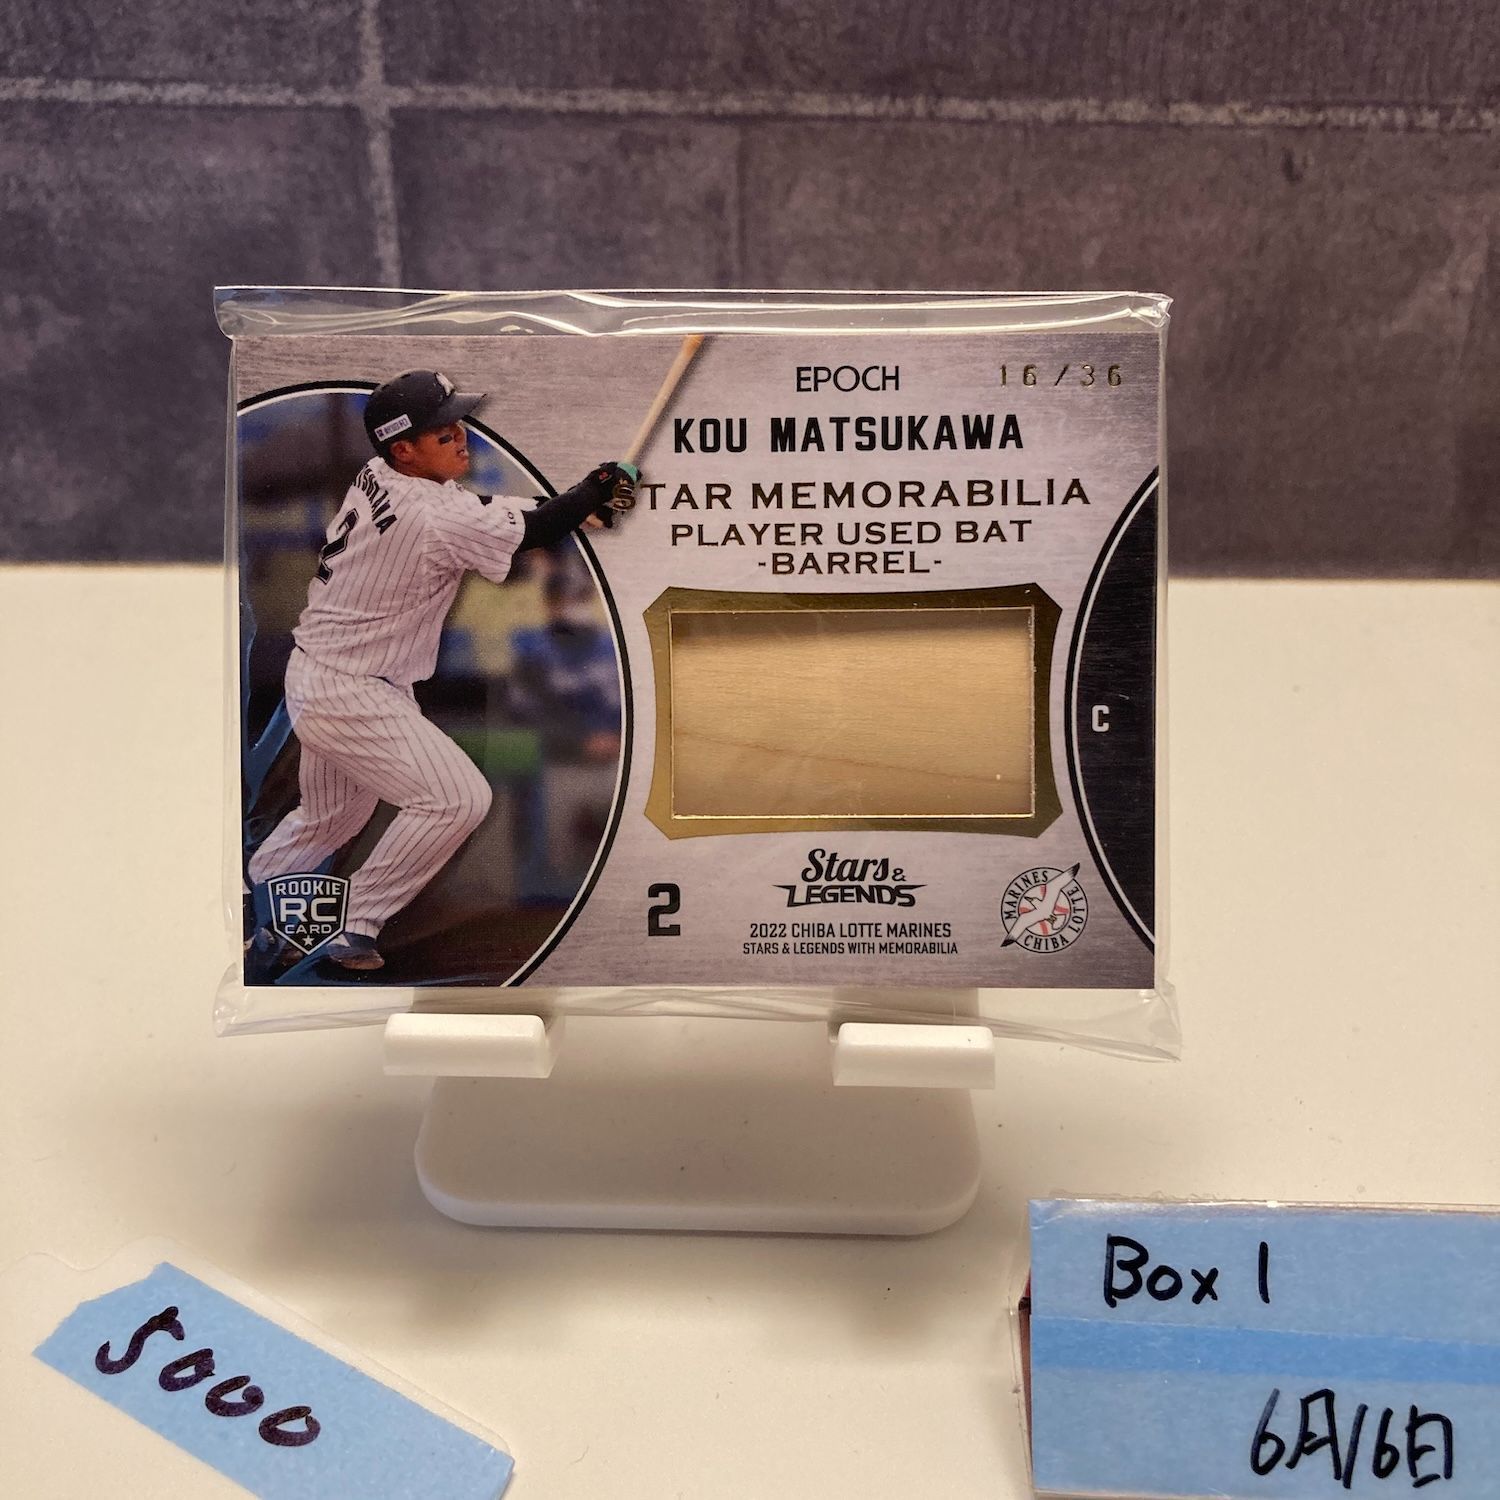 EPOCH
16/36
KOU MATSUKAWA
STAR MEMORABILIA
PLAYER USED BAT
-BARREL-
2
C
ROOKIE
RC
CARD
2
Stars &
LEGENDS
2022 CHIBA LOTTE MARINES
STARS & LEGENDS WITH MEMORABILIA
MARINES
CHIBA LOTTE
5000
Box 1
6月16日